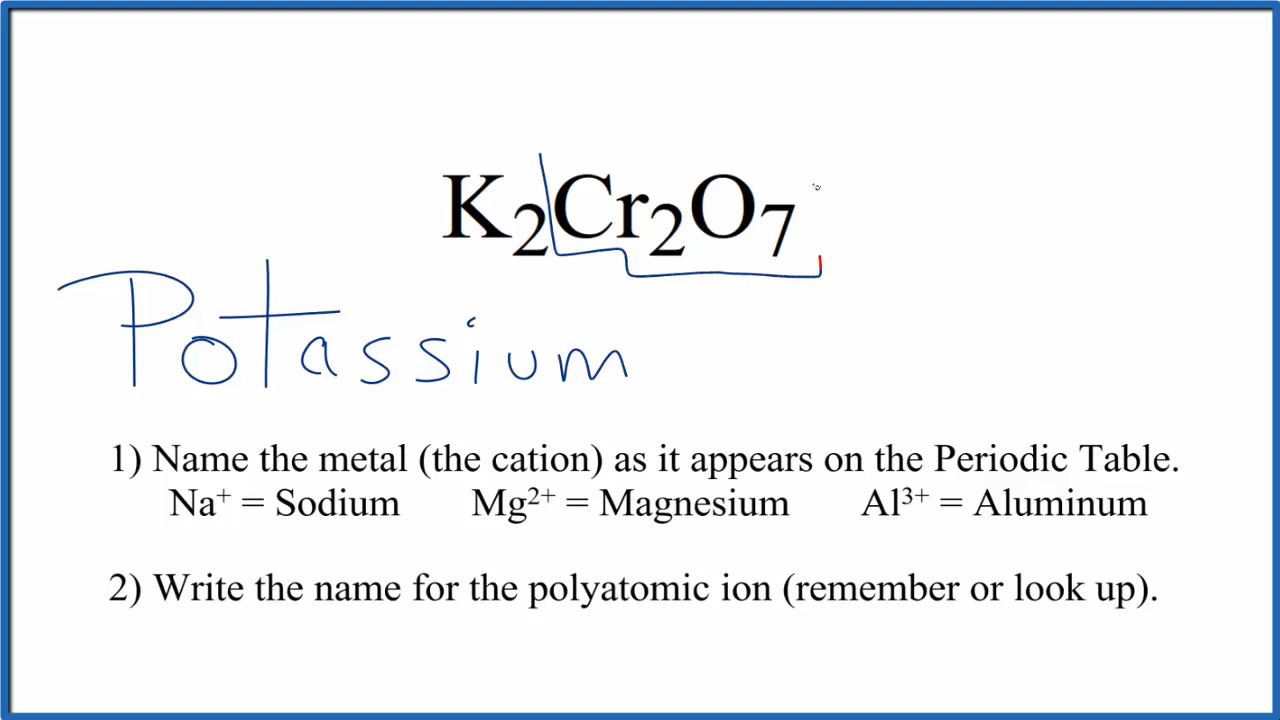 K₂Cr₂O₇
Potassium
1) Name the metal (the cation) as it appears on the Periodic Table.
Na⁺ = Sodium Mg²⁺ = Magnesium Al³⁺ = Aluminum
2) Write the name for the polyatomic ion (remember or look up).